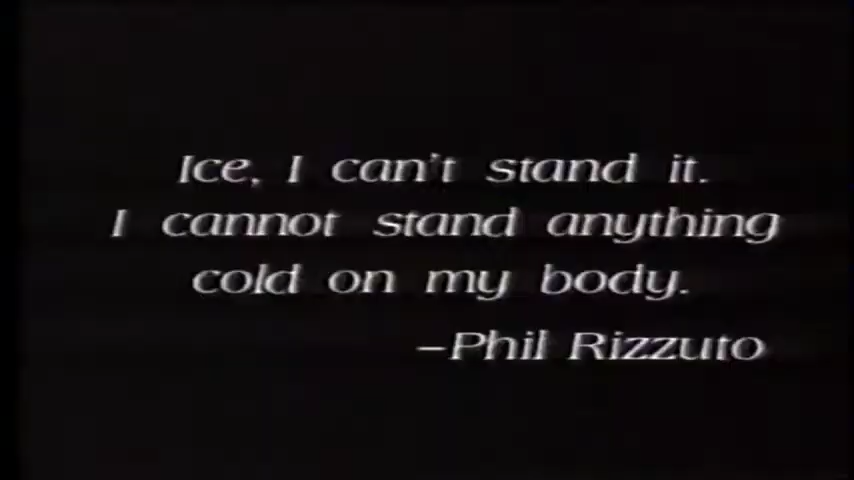 Ice, I can't stand it.
I cannot stand anything
cold on my body.
–Phil Rizzuto